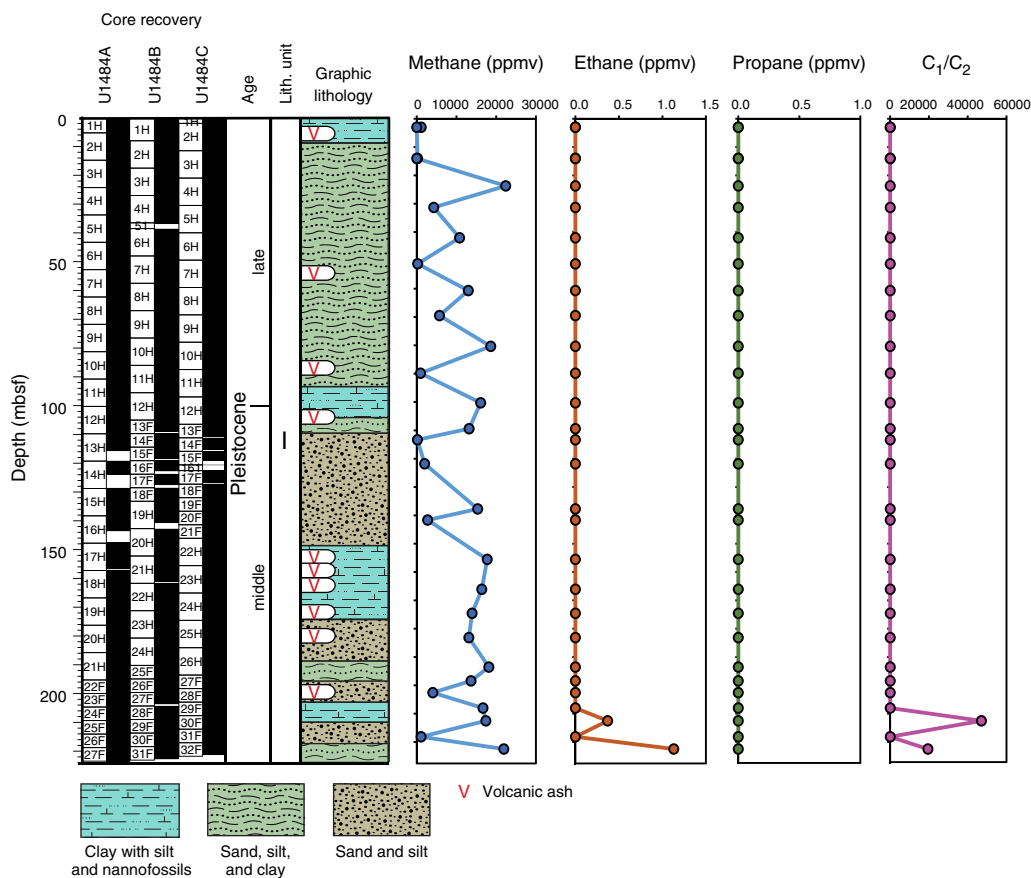 Core recovery
U1484A
U1484B
U1484C
Age
Lith. unit
Graphic
lithology
Methane (ppmv)
Ethane (ppmv)
Propane (ppmv)
C₁/C₂
0 10000 20000 30000
0.0 0.5 1.0 1.5
0.0 0.5 1.0
0 20000 40000 60000
Depth (mbsf)
0
50
100
150
200
1H
2H
3H
4H
5H
6H
7H
8H
9H
10H
11H
12H
13H
14H
15H
16H
17H
18H
19H
20H
21H
22F
23F
24F
25F
26F
27F
1H
2H
3H
4H
51
6H
7H
8H
9H
10H
11H
12H
13F
14F
15F
16F
17F
18F
19H
20H
21H
22H
23H
24H
25F
26F
27F
28F
29F
30F
31F
1H
2H
3H
4H
5H
6H
7H
8H
9H
10H
11H
12H
13F
14F
15F
161
17F
18F
19F
20F
21F
22H
23H
24H
25H
26H
27F
28F
29F
30F
31F
32F
Pleistocene
late
middle
I
V
V
V
V
V
V
V
V
V
V
Clay with silt
and nannofossils
Sand, silt,
and clay
Sand and silt
V Volcanic ash